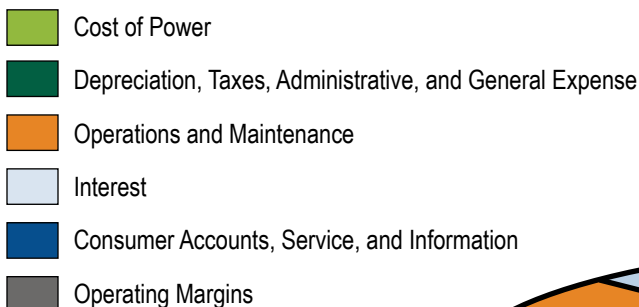 Cost of Power
Depreciation, Taxes, Administrative, and General Expense
Operations and Maintenance
Interest
Consumer Accounts, Service, and Information
Operating Margins